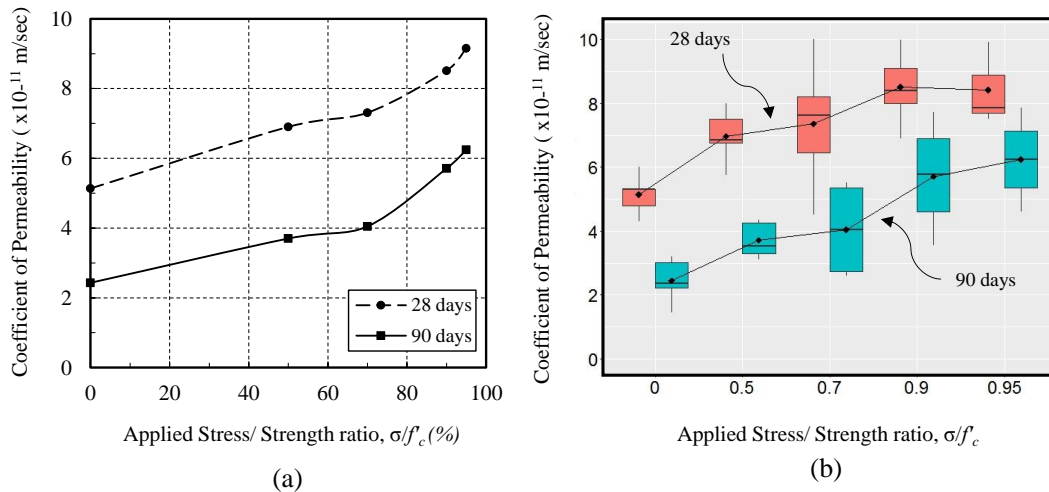 10
8
6
4
2
0
0
20
40
60
80
100
Coefficient of Permeability ( x10-¹¹ m/sec)
28 days
90 days
Applied Stress/ Strength ratio, σ/f'c (%)
(a)
10
8
6
4
2
0
0
0.5
0.7
0.9
0.95
Coefficient of Permeability ( x10-¹¹ m/sec)
28 days
90 days
Applied Stress/ Strength ratio, σ/f'c
(b)